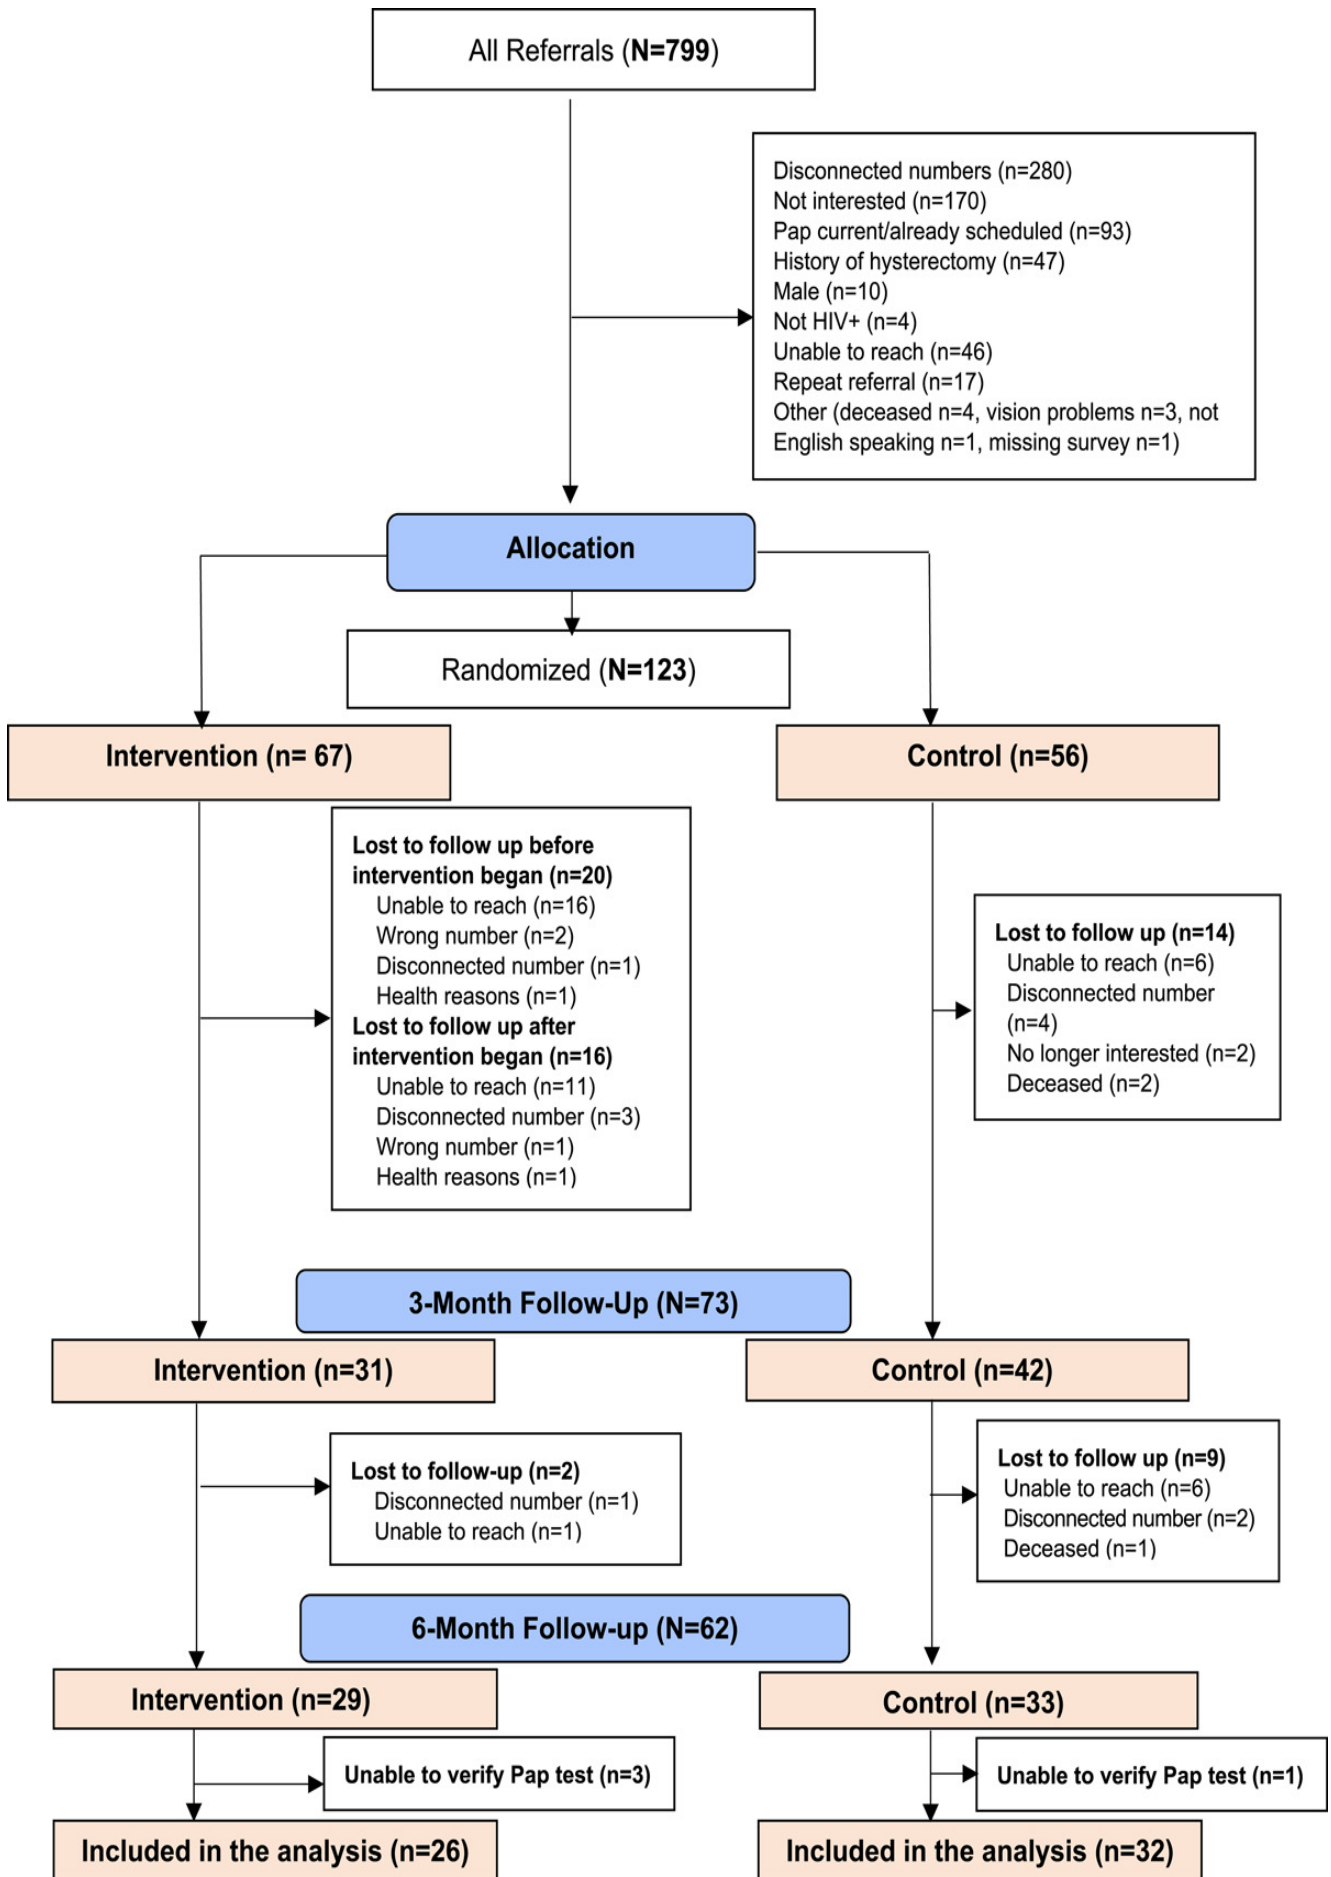 All Referrals (N=799)
Disconnected numbers (n=280)
Not interested (n=170)
Pap current/already scheduled (n=93)
History of hysterectomy (n=47)
Male (n=10)
Not HIV+ (n=4)
Unable to reach (n=46)
Repeat referral (n=17)
Other (deceased n=4, vision problems n=3, not
English speaking n=1, missing survey n=1)
Allocation
Randomized (N=123)
Intervention (n= 67)
Control (n=56)
Lost to follow up before
intervention began (n=20)
Unable to reach (n=16)
Wrong number (n=2)
Disconnected number (n=1)
Health reasons (n=1)
Lost to follow up after
intervention began (n=16)
Unable to reach (n=11)
Disconnected number (n=3)
Wrong number (n=1)
Health reasons (n=1)
Lost to follow up (n=14)
Unable to reach (n=6)
Disconnected number
(n=4)
No longer interested (n=2)
Deceased (n=2)
3-Month Follow-Up (N=73)
Intervention (n=31)
Control (n=42)
Lost to follow-up (n=2)
Disconnected number (n=1)
Unable to reach (n=1)
Lost to follow up (n=9)
Unable to reach (n=6)
Disconnected number (n=2)
Deceased (n=1)
6-Month Follow-up (N=62)
Intervention (n=29)
Control (n=33)
Unable to verify Pap test (n=3)
Unable to verify Pap test (n=1)
Included in the analysis (n=26)
Included in the analysis (n=32)